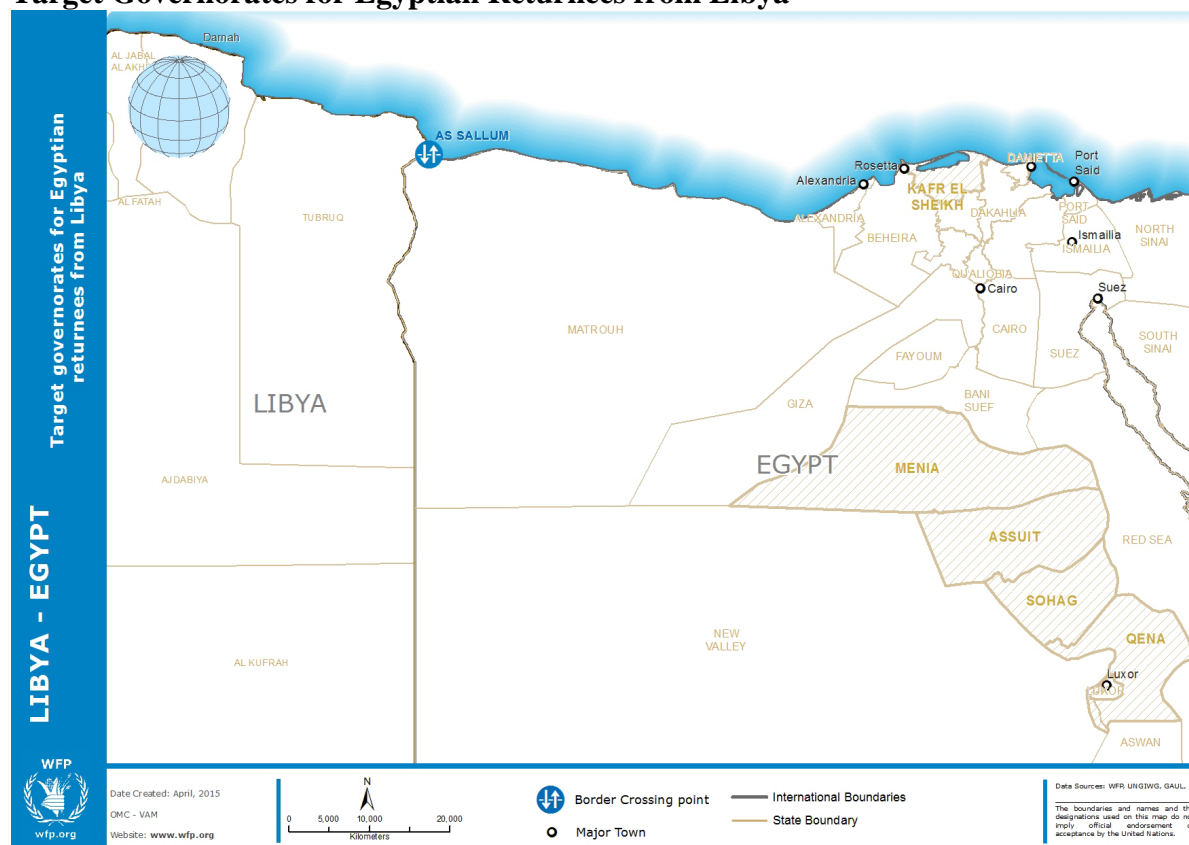 Target Governorates for Egyptian Returnees from Libya
LIBYA - EGYPT
Target governorates for Egyptian
returnees from Libya
WFP
wfp.org
Darnah
AL JABAL
AL AKH
AL FATAH
TUBRUQ
AS SALLUM
LIBYA
AJDABIYA
AL KUFRAH
MATROUH
Alexandria
ALEXANDRIA
Rosetta
BEHEIRA
KAFR EL
SHEIKH
DAMIETTA
Port
Said
DAKAHLIA
PORT
SAID
Ismailia
ISMAILIA
NORTH
SINAI
QUALIOBIA
Cairo
CAIRO
Suez
SUEZ
SOUTH
SINAI
FAYOUM
GIZA
BANI
SUEF
EGYPT
MENIA
ASSUIT
RED SEA
SOHAG
NEW
VALLEY
QENA
Luxor
ASWAN
Date Created: April, 2015
OMC - VAM
Website: www.wfp.org
N
0 5,000 10,000 20,000
Kilometers
Border Crossing point
Major Town
International Boundaries
State Boundary
Data Sources: WFP, UNGIWG, GAUL.
The boundaries and names and th
designations used on this map do no
imply official endorsement o
acceptance by the United Nations.